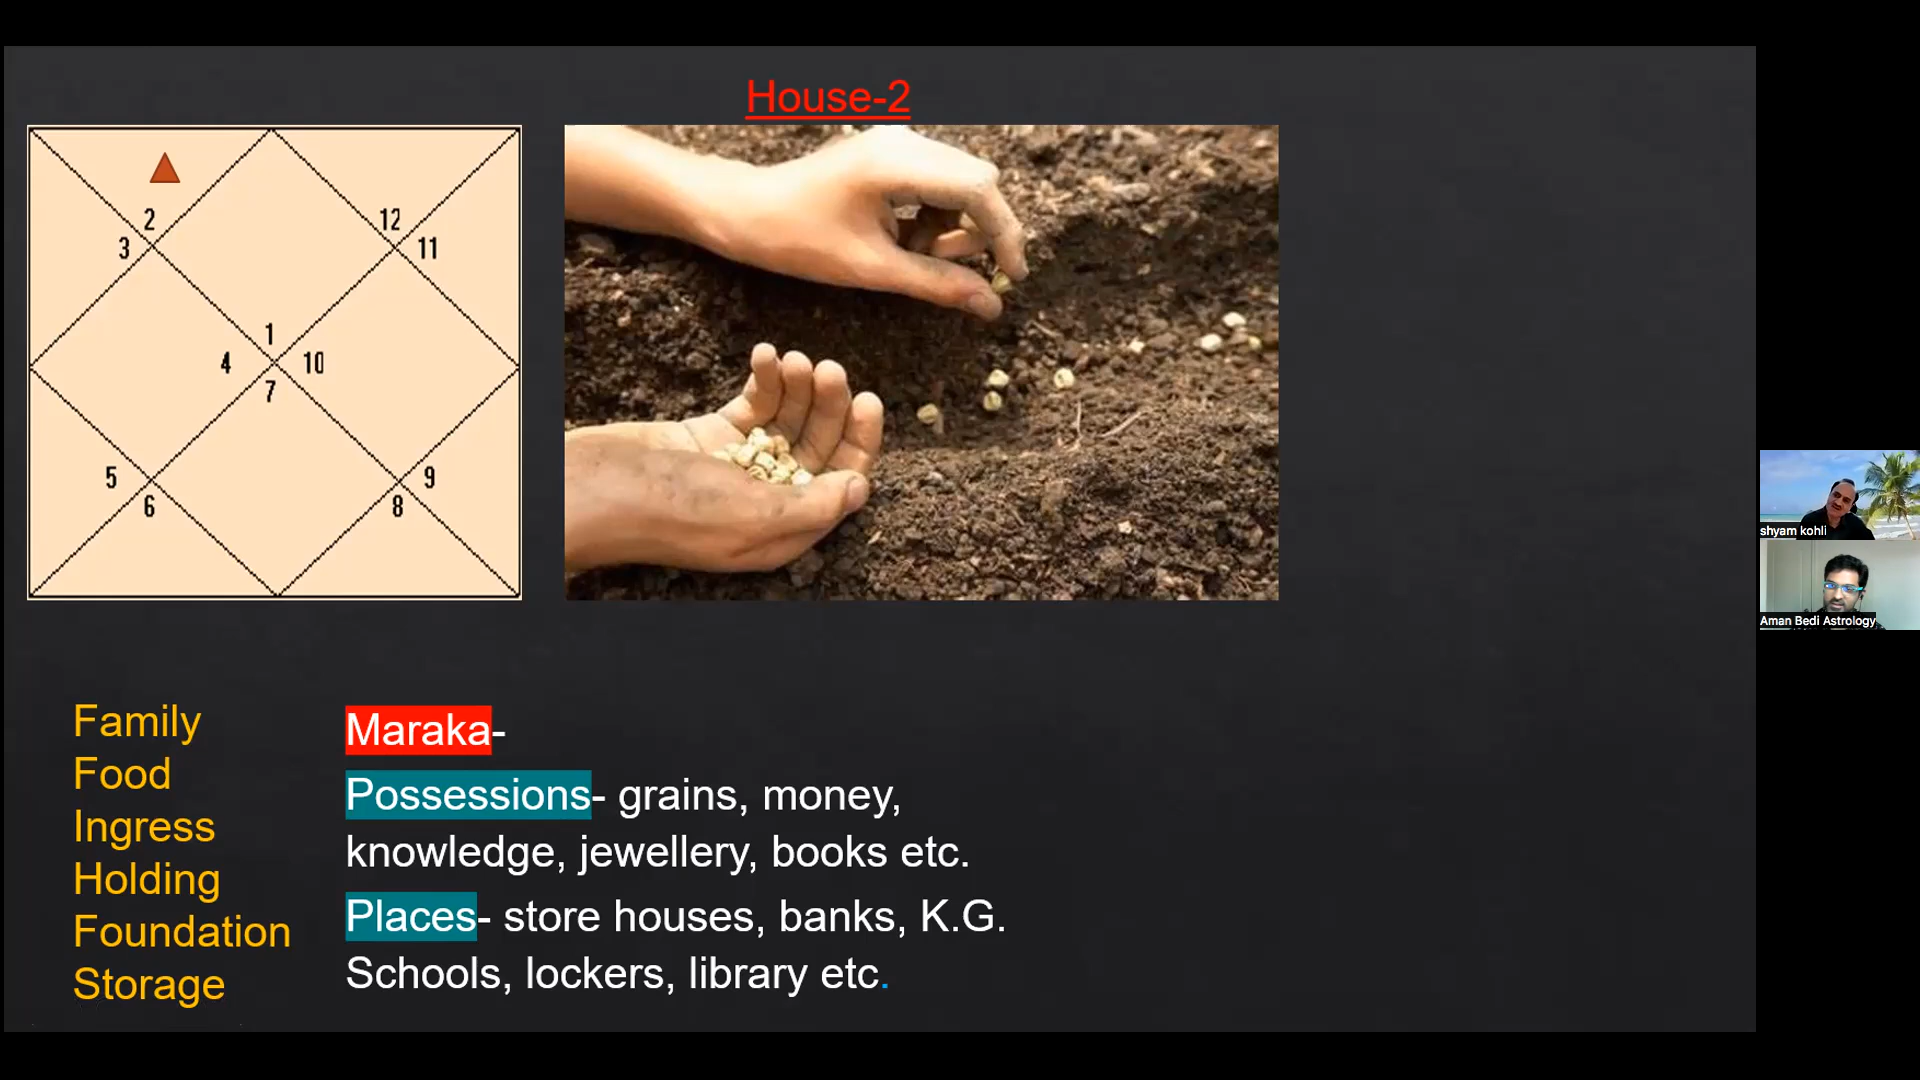 House-2
2
12
3
11
1
4
10
7
5
9
6
8
Family
Food
Ingress
Holding
Foundation
Storage
Maraka-
Possessions- grains, money,
knowledge, jewellery, books etc.
Places- store houses, banks, K.G.
Schools, lockers, library etc.
shyam kohli
Aman Bedi Astrology